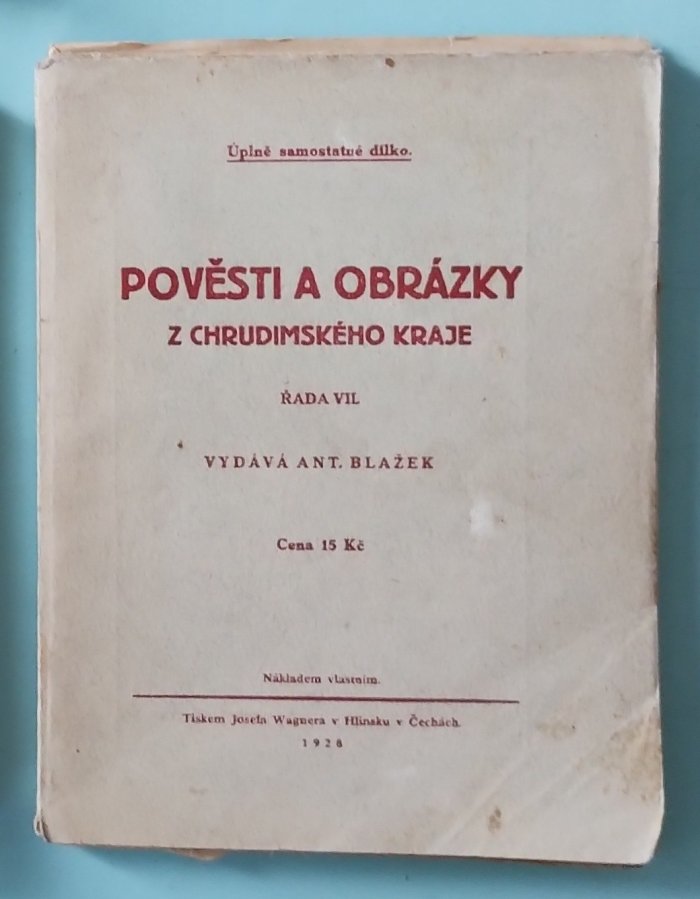 Úplně samostatné dílko.
POVĚSTI A OBRÁZKY
Z CHRUDIMSKÉHO KRAJE
ŘADA VII.
VYDÁVÁ ANT. BLAŽEK
Cena 15 Kč
Nákladem vlastním.
Tiskem Josefa Wagnera v Hlinsku v Čechách.
1928